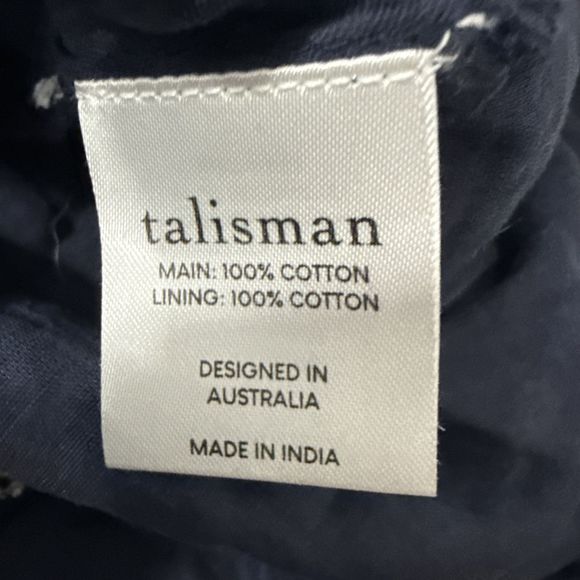 talisman
MAIN: 100% COTTON
LINING: 100% COTTON
DESIGNED IN
AUSTRALIA
MADE IN INDIA